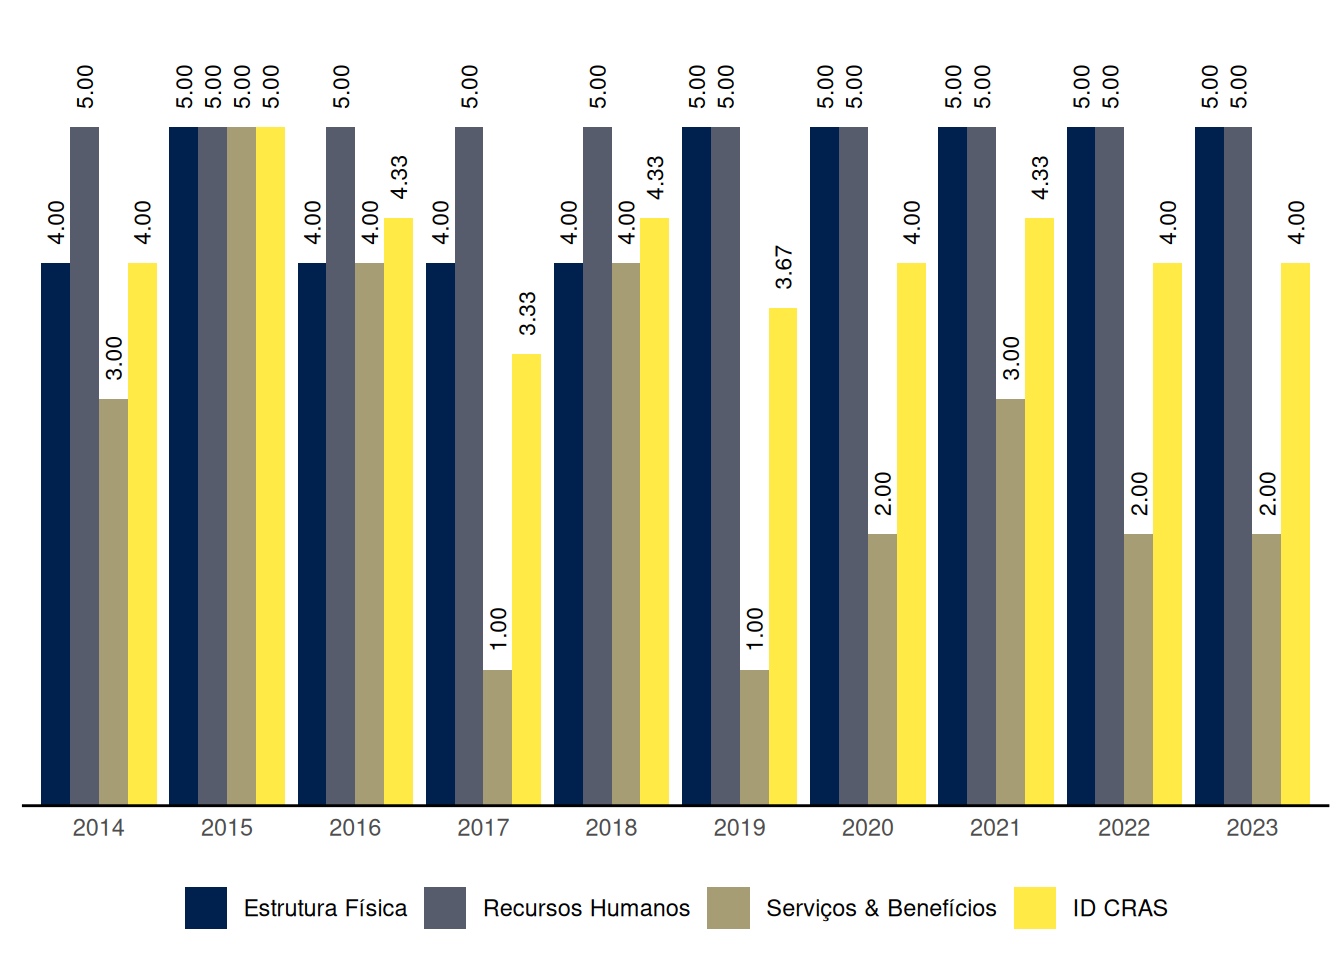 5.00 5.00 5.00 5.00 5.00 5.00 5.00 5.00 5.00 5.00 5.00 5.00 5.00 5.00 5.00 5.00 5.00 5.00
4.33 4.33 4.33
4.00 4.00 4.00 4.00 4.00 4.00 4.00 4.00 4.00 4.00
3.67
3.33
3.00 3.00
2.00 2.00 2.00
1.00 1.00
2014 2015 2016 2017 2018 2019 2020 2021 2022 2023
Estrutura Física Recursos Humanos Serviços & Benefícios ID CRAS